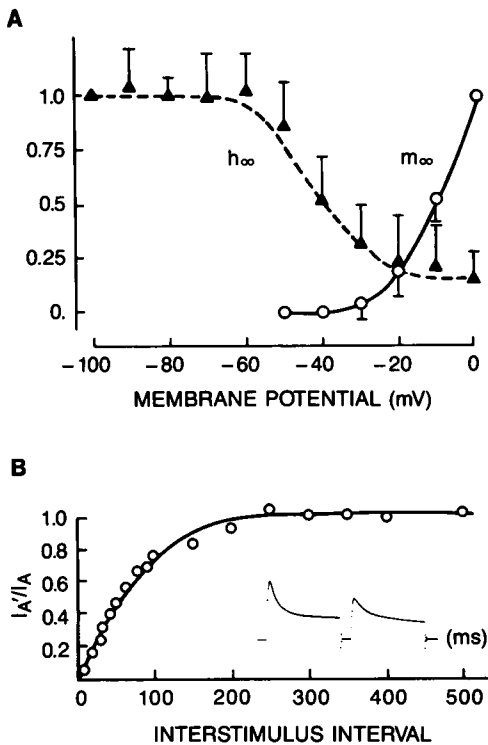 A
1.0
0.75
0.50
0.25
0.
h∞
m∞
−100 −80 −60 −40 −20 0
MEMBRANE POTENTIAL (mV)
B
1.0
0.8
0.6
0.4
0.2
IA'/IA
(ms)
0 100 200 300 400 500
INTERSTIMULUS INTERVAL